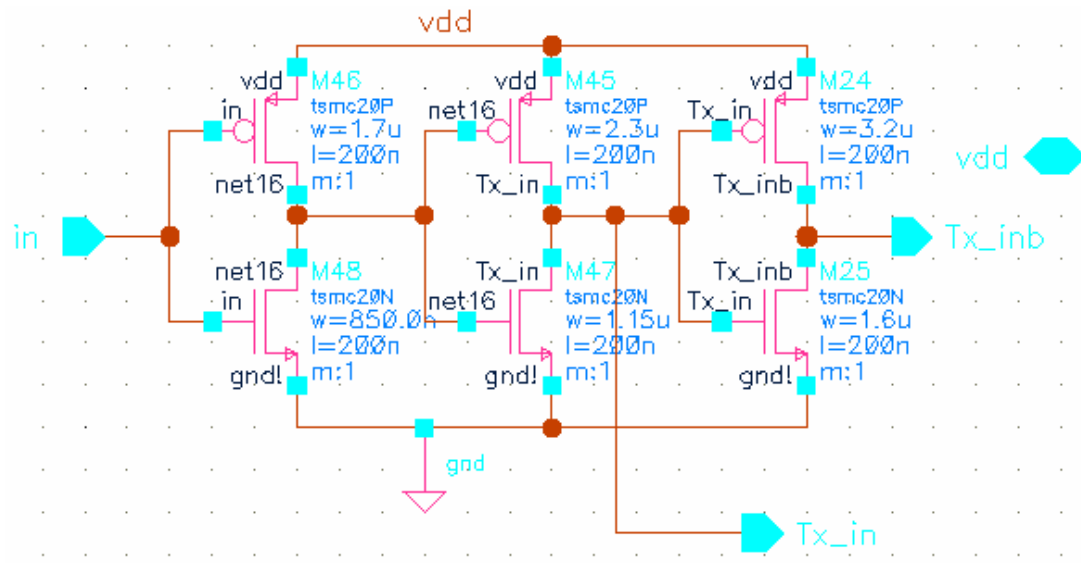 vdd
vdd
M46
in
tsmc20P
w=1.7u
l=200n
net16
m:1
vdd
M45
net16
tsmc20P
w=2.3u
l=200n
Tx_in
m:1
vdd
M24
Tx_in
tsmc20P
w=3.2u
l=200n
Tx_inb
m:1
vdd
in
Tx_inb
net16
M48
in
tsmc20N
w=850.0n
l=200n
gnd!
m:1
Tx_in
M47
net16
tsmc20N
w=1.15u
l=200n
gnd!
m:1
Tx_inb
M25
Tx_in
tsmc20N
w=1.6u
l=200n
gnd!
m:1
gnd
Tx_in